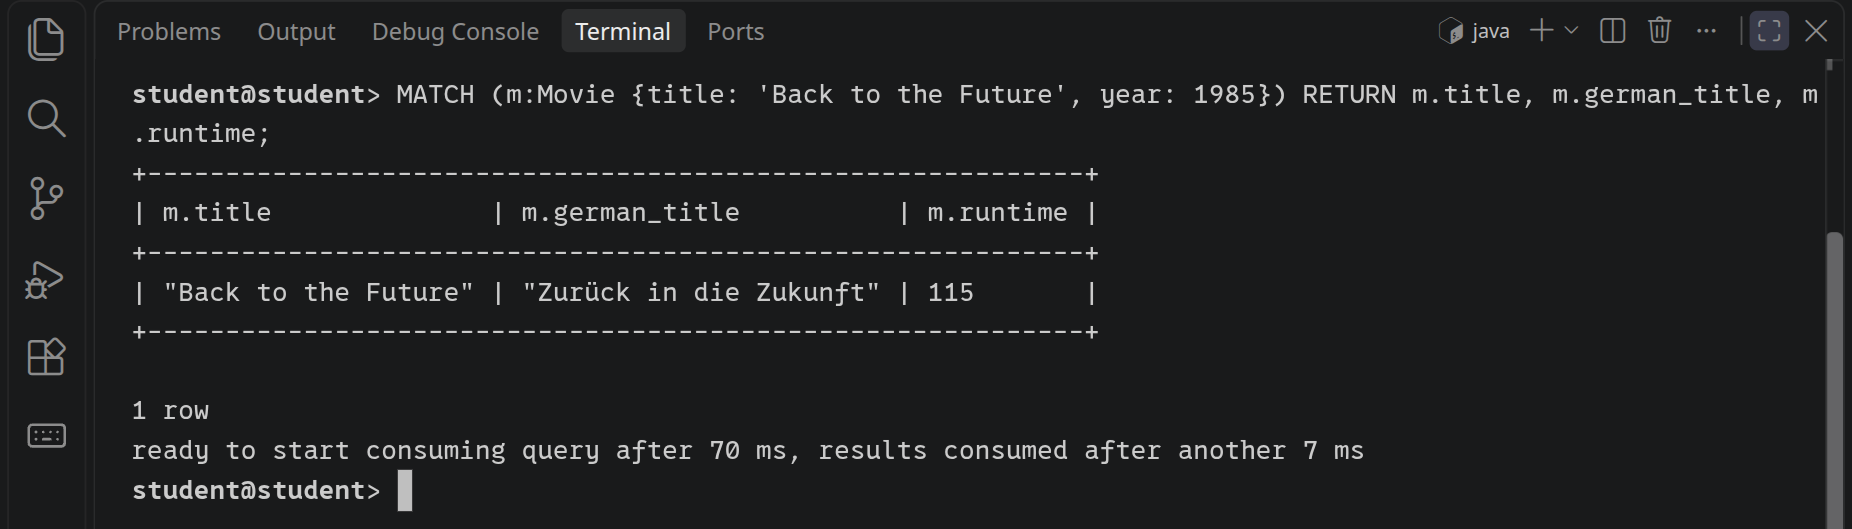 Problems Output Debug Console Terminal Ports java
student@student> MATCH (m:Movie {title: 'Back to the Future', year: 1985}) RETURN m.title, m.german_title, m
.runtime;
+------------------------------------------------------------+
| m.title              | m.german_title          | m.runtime |
+------------------------------------------------------------+
| "Back to the Future" | "Zurück in die Zukunft" | 115       |
+------------------------------------------------------------+
1 row
ready to start consuming query after 70 ms, results consumed after another 7 ms
student@student>